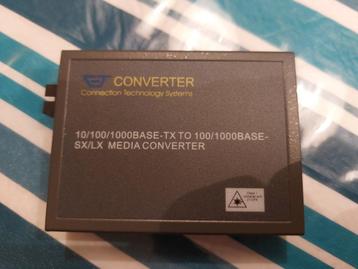 CONVERTER
Connection Technology Systems
10/100/1000BASE-TX TO 100/1000BASE-
SX/LX MEDIA CONVERTER